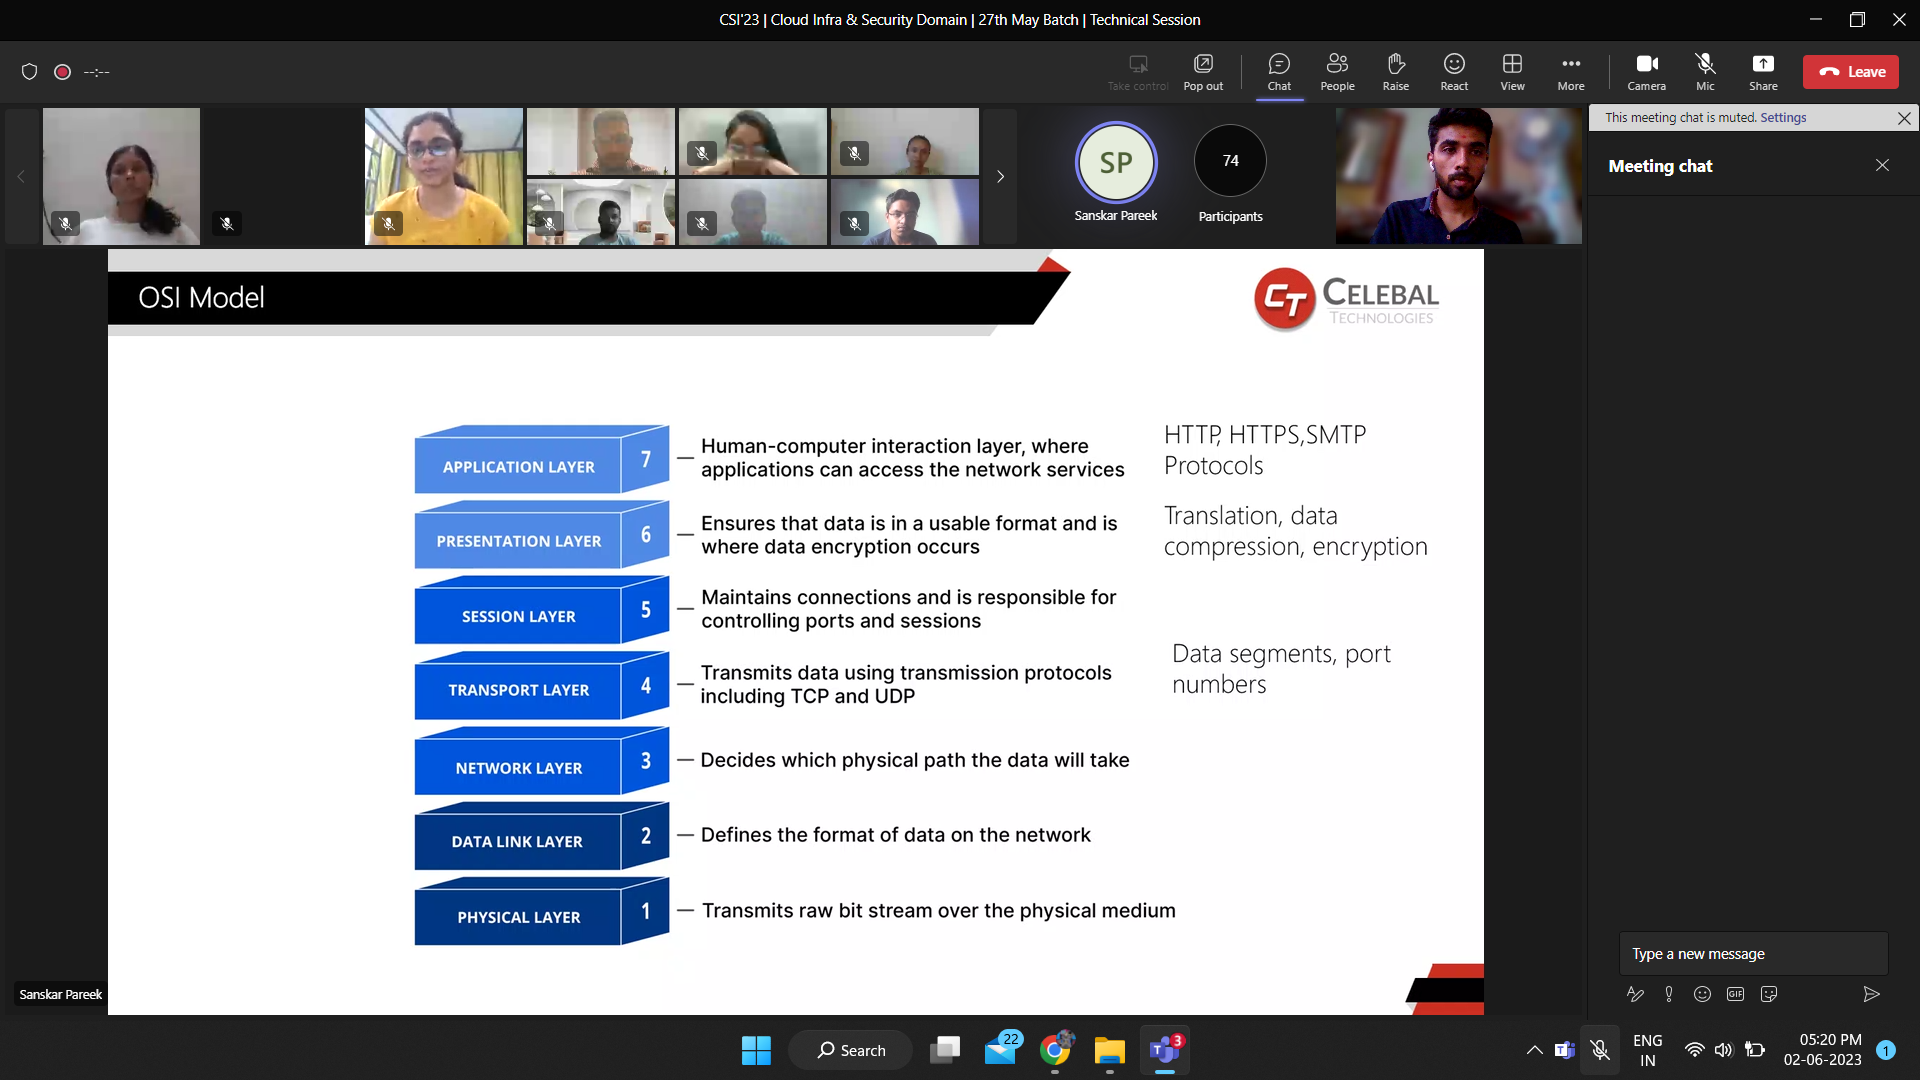 CSI'23 | Cloud Infra & Security Domain | 27th May Batch | Technical Session
--:--
Take control
Pop out
Chat
People
Raise
React
View
More
Camera
Mic
Share
Leave
SP
Sanskar Pareek
74
Participants
This meeting chat is muted. Settings
Meeting chat
OSI Model
CT
CELEBAL
TECHNOLOGIES
APPLICATION LAYER 7
Human-computer interaction layer, where
applications can access the network services
HTTP, HTTPS,SMTP
Protocols
PRESENTATION LAYER 6
Ensures that data is in a usable format and is
where data encryption occurs
Translation, data
compression, encryption
SESSION LAYER 5
Maintains connections and is responsible for
controlling ports and sessions
TRANSPORT LAYER 4
Transmits data using transmission protocols
including TCP and UDP
Data segments, port
numbers
NETWORK LAYER 3
Decides which physical path the data will take
DATA LINK LAYER 2
Defines the format of data on the network
PHYSICAL LAYER 1
Transmits raw bit stream over the physical medium
Sanskar Pareek
Type a new message
GIF
Search
22
T
3
T
ENG
IN
05:20 PM
02-06-2023
1